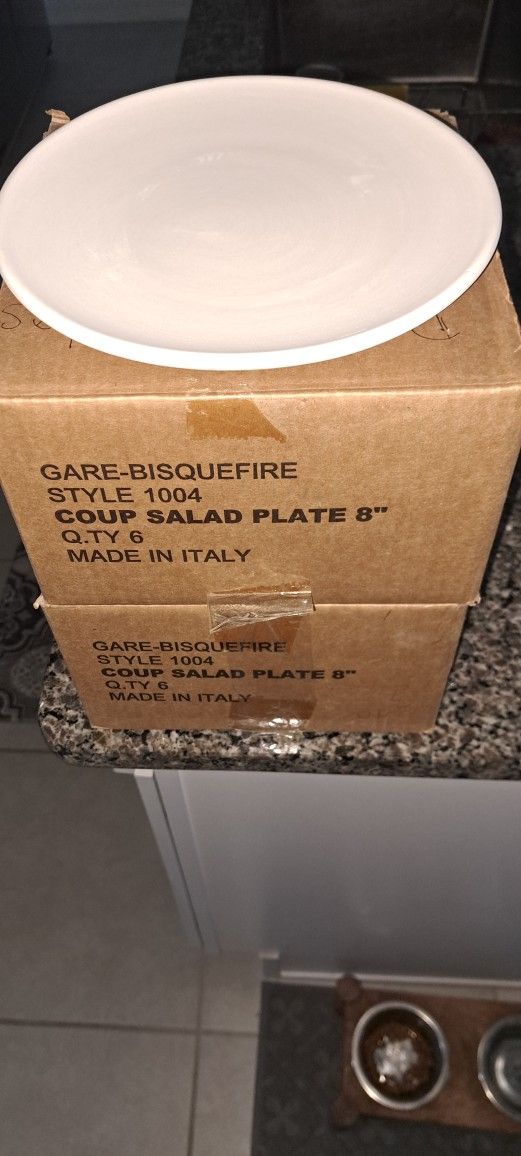 GARE-BISQUEFIRE
STYLE 1004
COUP SALAD PLATE 8"
Q.TY 6
MADE IN ITALY
GARE-BISQUEFIRE
STYLE 1004
COUP SALAD PLATE 8"
Q.TY 6
MADE IN ITALY